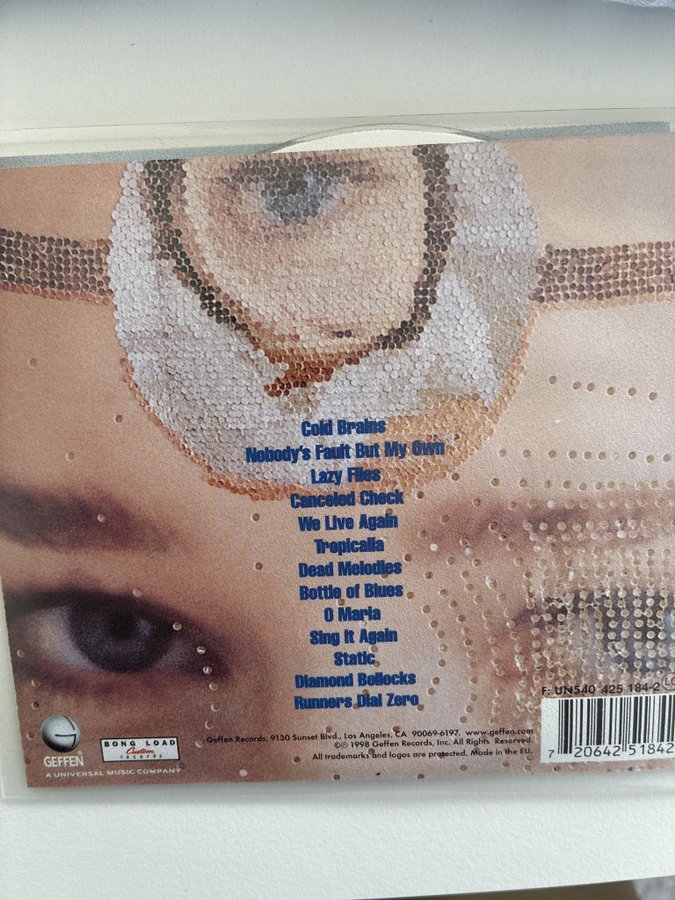 Cold Brains
Nobody's Fault But My Own
Lazy Flies
Canceled Check
We Live Again
Tropicalia
Dead Melodies
Bottle of Blues
O Maria
Sing It Again
Static
Diamond Bollocks
Runners Dial Zero
F: UN540 425 184-2 LC
GEFFEN
A UNIVERSAL MUSIC COMPANY
BONG LOAD
Custom
RECORDS
Geffen Records, 9130 Sunset Blvd., Los Angeles, CA 90069-6197. www.geffen.com
©℗ 1998 Geffen Records, Inc. All Rights Reserved.
All trademarks and logos are protected. Made in the EU.
7 20642 51842